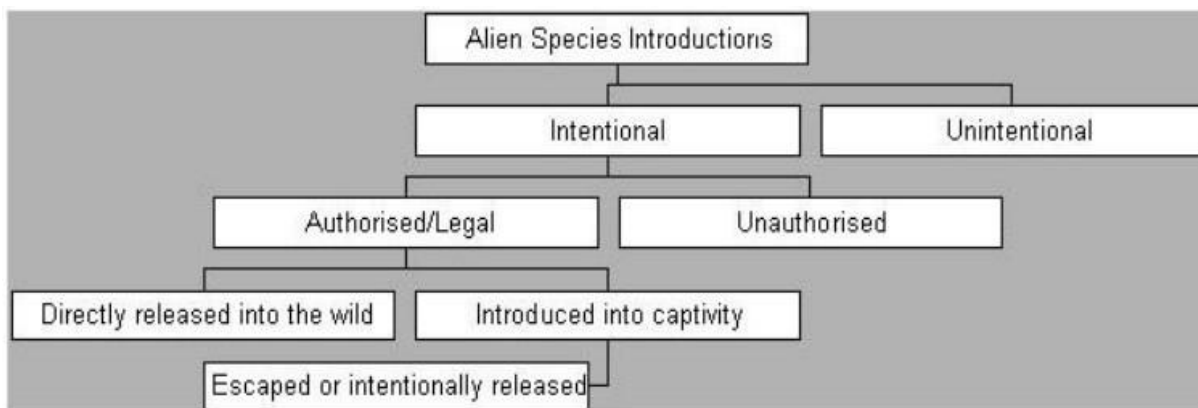 Alien Species Introductions
Intentional
Unintentional
Authorised/Legal
Unauthorised
Directly released into the wild
Introduced into captivity
Escaped or intentionally released